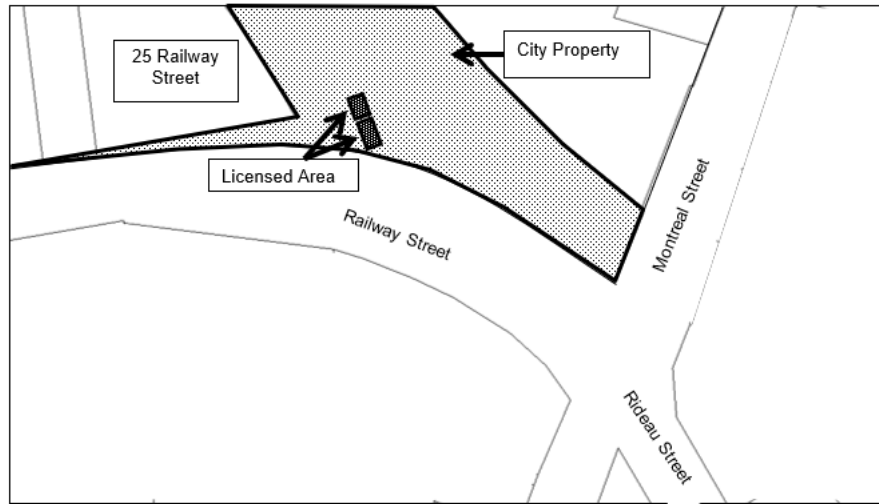 25 Railway
Street
City Property
Licensed Area
Railway Street
Montreal Street
Rideau Street